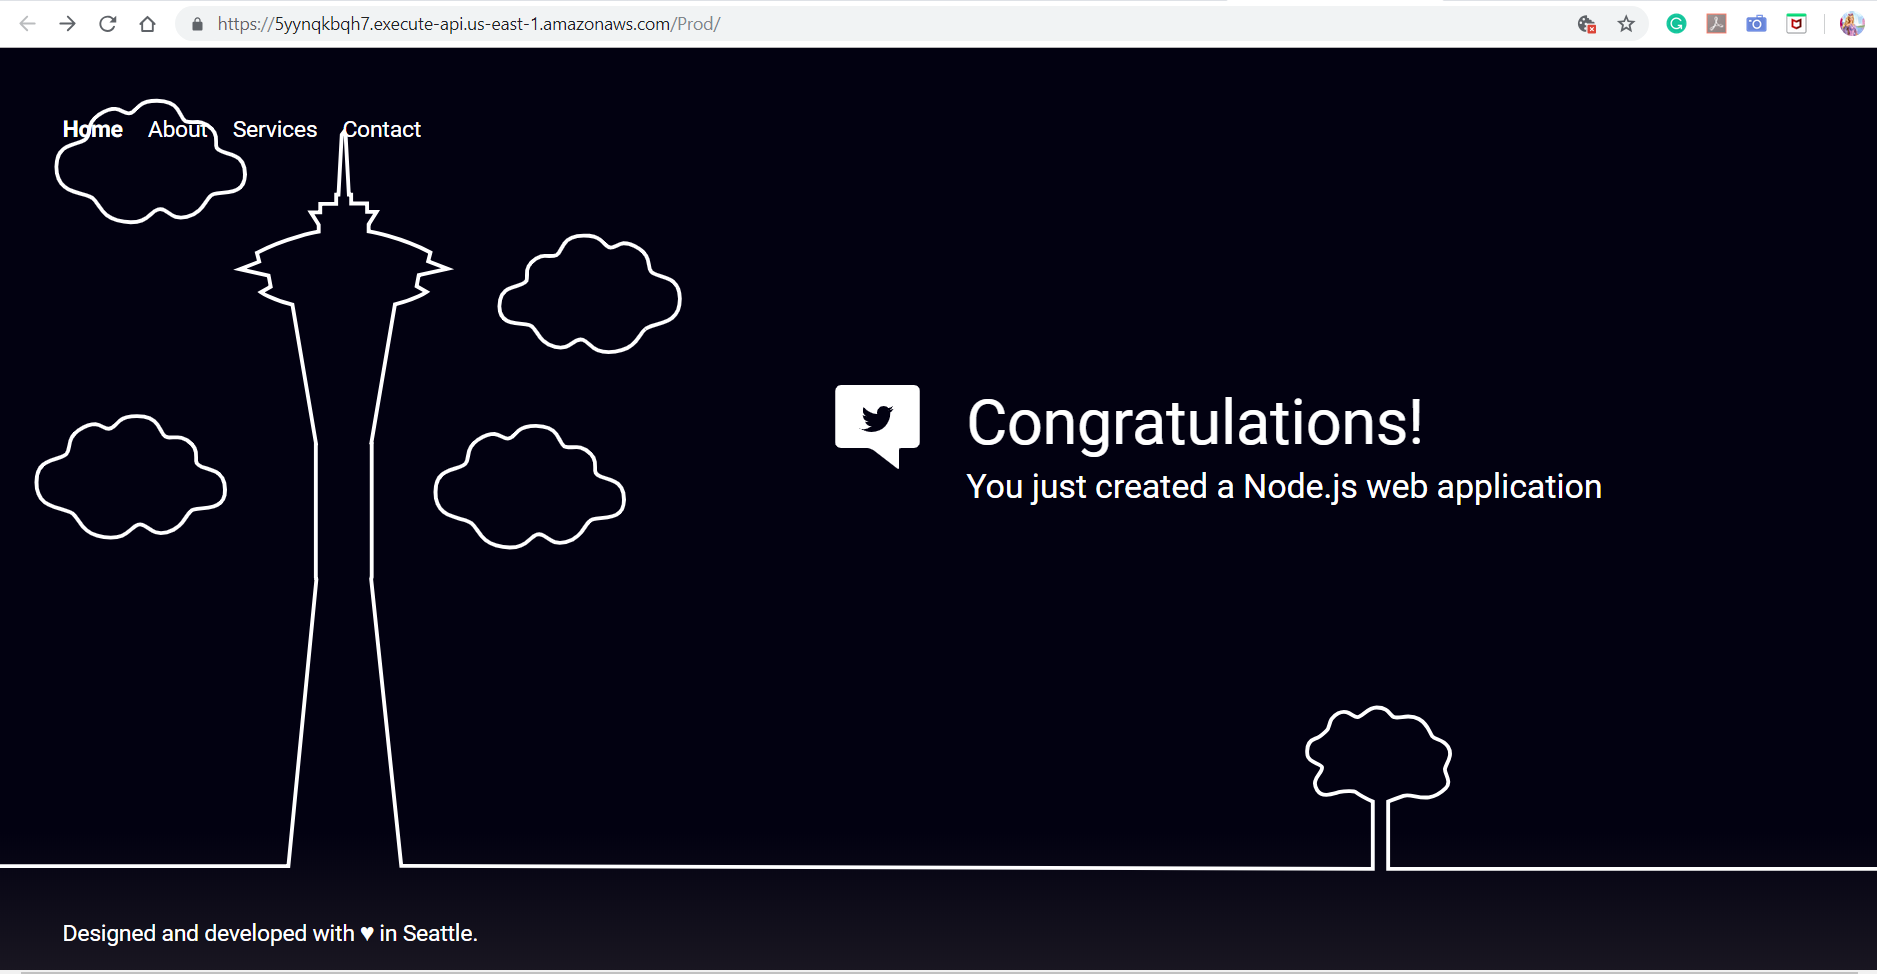 https://5yynqkbqh7.execute-api.us-east-1.amazonaws.com/Prod/
Home About Services Contact
Congratulations!
You just created a Node.js web application
Designed and developed with ♥ in Seattle.